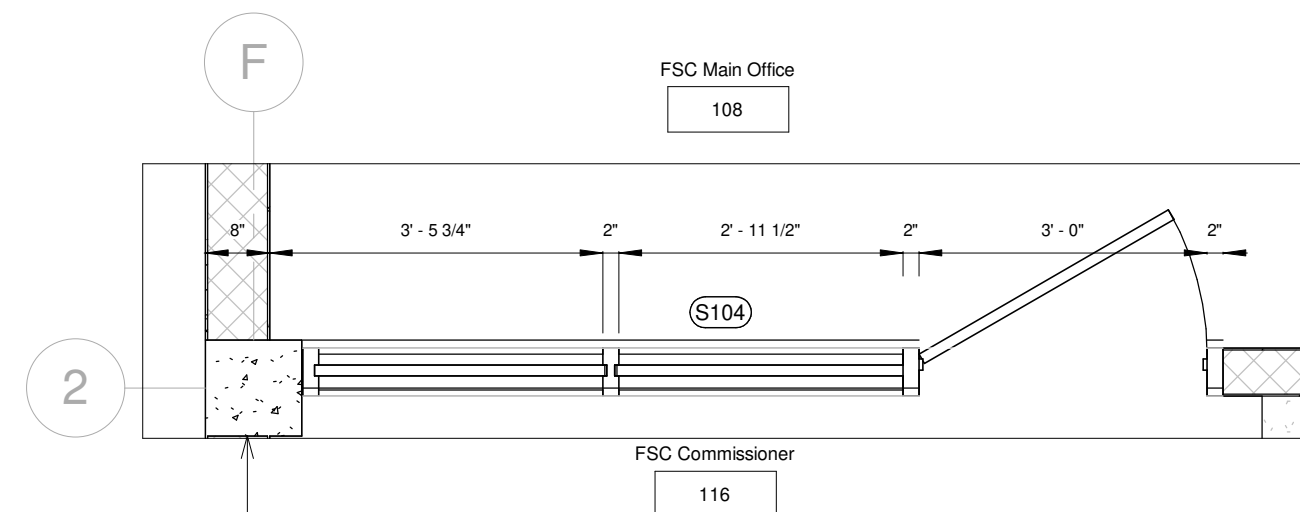 F
FSC Main Office
108
8" 3' - 5 3/4" 2" 2' - 11 1/2" 2" 3' - 0" 2"
S104
2
FSC Commissioner
116